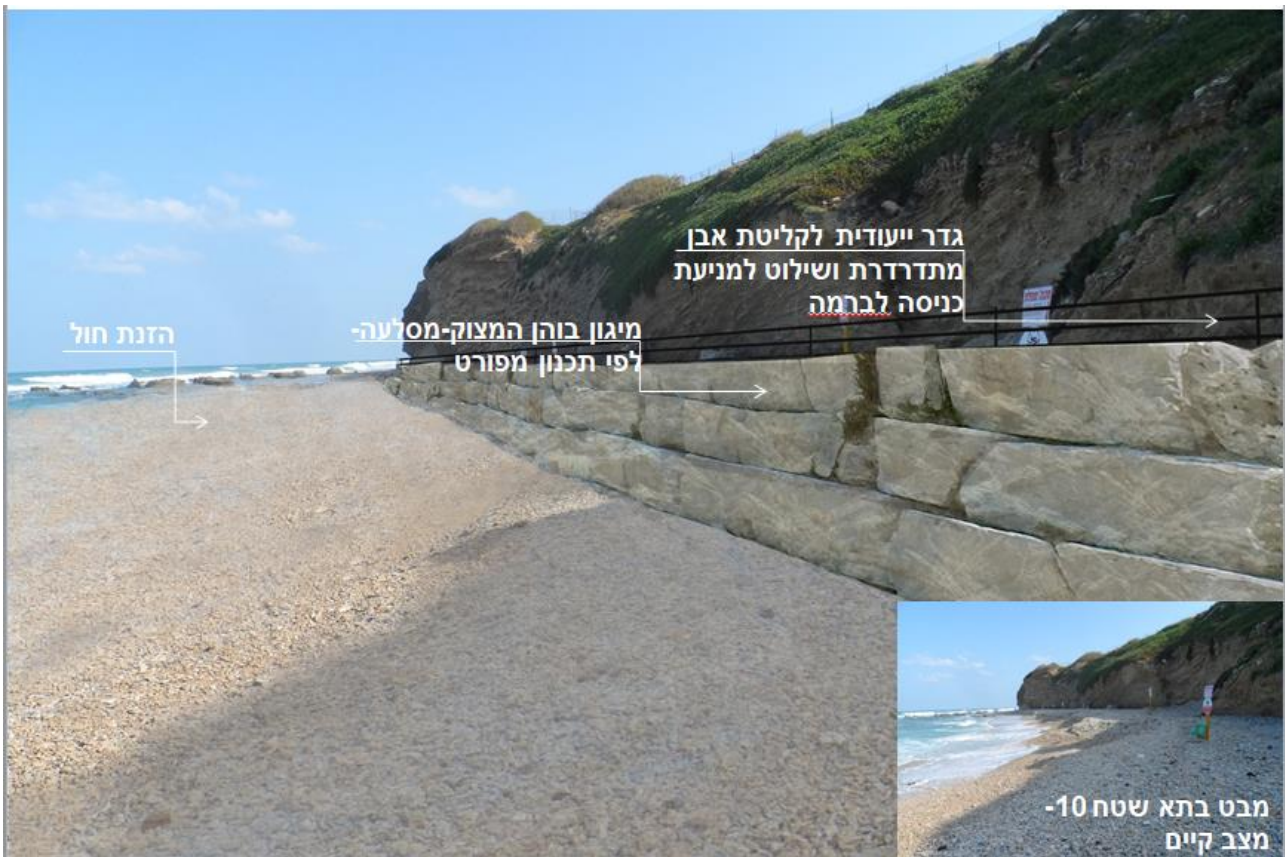 גדר ייעודית לקליטת אבן
מתדרדרת ושילוט למניעת
כניסה לברמה
מיגון בוהן המצוק-מסלעה-
לפי תכנון מפורט
הזנת חול
מבט בתא שטח 10-
מצב קיים